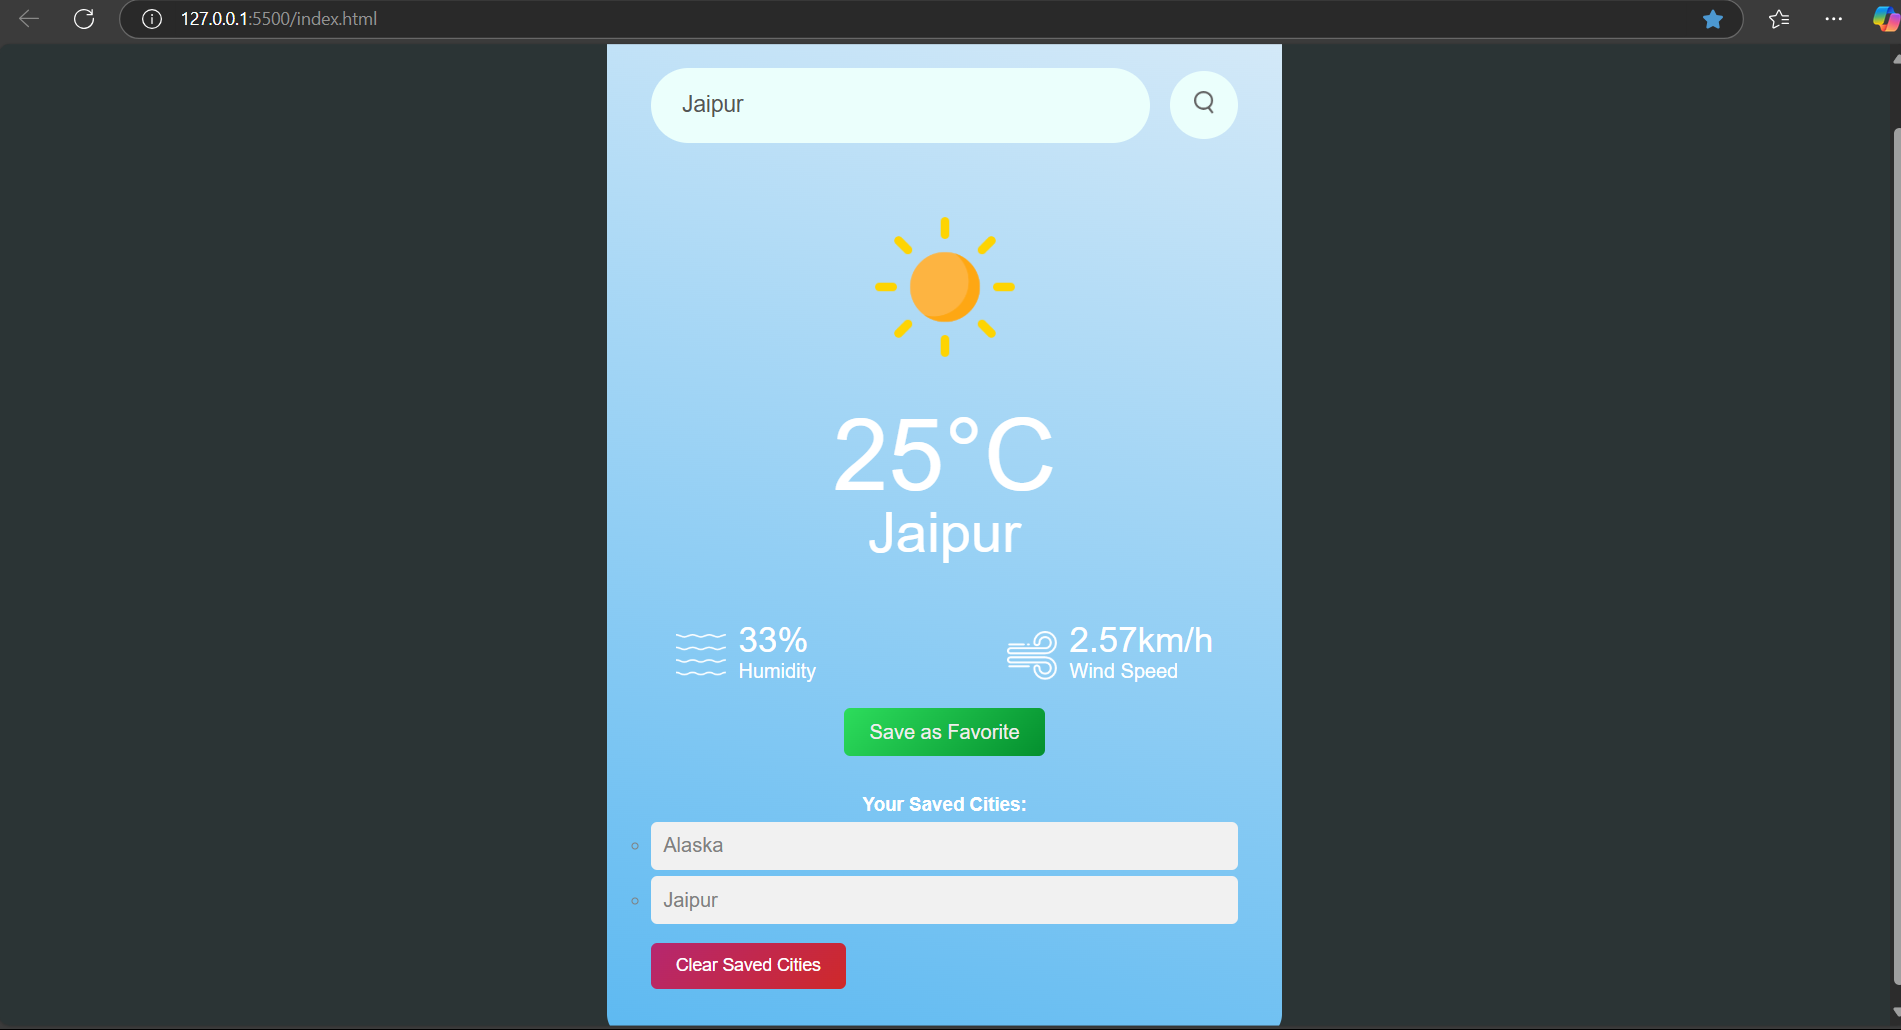 127.0.0.1:5500/index.html
Jaipur
25°C
Jaipur
33%
Humidity
2.57km/h
Wind Speed
Save as Favorite
Your Saved Cities:
Alaska
Jaipur
Clear Saved Cities